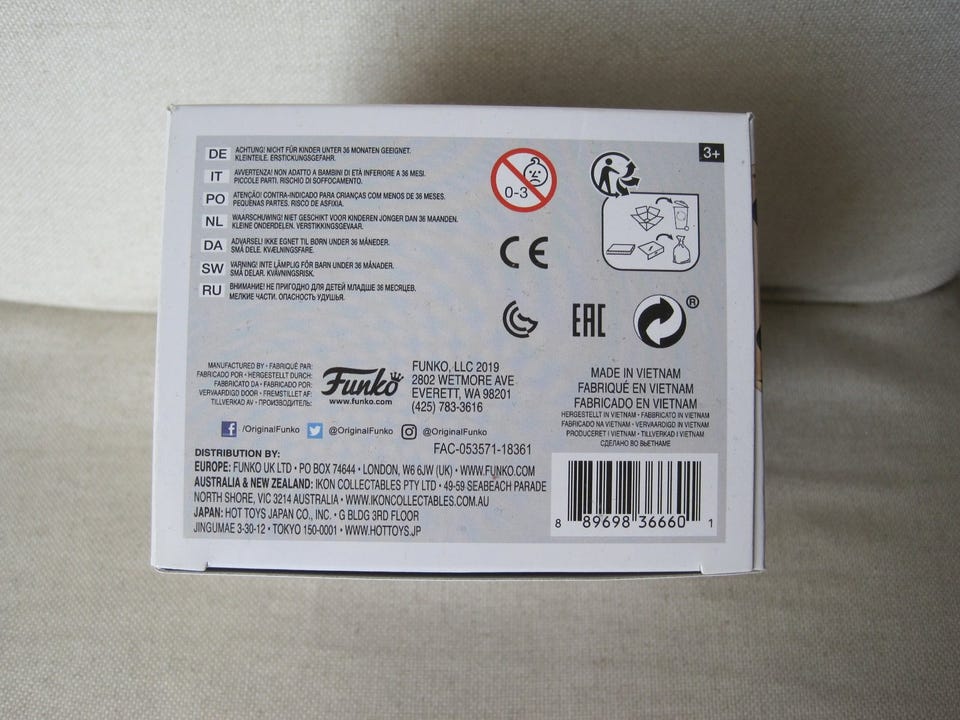 DE ACHTUNG! NICHT FÜR KINDER UNTER 36 MONATEN GEEIGNET.
KLEINTEILE. ERSTICKUNGSGEFAHR.
IT AVVERTENZA! NON ADATTO A BAMBINI DI ETÀ INFERIORE A 36 MESI.
PICCOLE PARTI. RISCHIO DI SOFFOCAMENTO.
PO ATENÇÃO! CONTRA-INDICADO PARA CRIANÇAS COM MENOS DE 36 MESES.
PEQUENAS PARTES. RISCO DE ASFIXIA.
NL WAARSCHUWING! NIET GESCHIKT VOOR KINDEREN JONGER DAN 36 MAANDEN.
KLEINE ONDERDELEN. VERSTIKKINGSGEVAAR.
DA ADVARSEL! IKKE EGNET TIL BØRN UNDER 36 MÅNEDER.
SMÅ DELE. KVÆLNINGSFARE.
SW VARNING! INTE LÄMPLIG FÖR BARN UNDER 36 MÅNADER.
SMÅ DELAR. KVÄVNINGSRISK.
RU ВНИМАНИЕ! НЕ ПРИГОДНО ДЛЯ ДЕТЕЙ МЛАДШЕ 36 МЕСЯЦЕВ.
МЕЛКИЕ ЧАСТИ. ОПАСНОСТЬ УДУШЬЯ.
0-3
3+
CE
EAC
®
MANUFACTURED BY • FABRIQUÉ PAR:
FABRICADO POR • HERGESTELLT DURCH:
FABBRICATO DA • FABRICADO POR:
VERVAARDIGD DOOR • FREMSTILLET AF:
TILLVERKAD AV • ПРОИЗВОДИТЕЛЬ:
Funko
www.funko.com
FUNKO, LLC 2019
2802 WETMORE AVE
EVERETT, WA 98201
(425) 783-3616
f /OriginalFunko @OriginalFunko @OriginalFunko
FAC-053571-18361
MADE IN VIETNAM
FABRIQUÉ EN VIETNAM
FABRICADO EN VIETNAM
HERGESTELLT IN VIETNAM • FABBRICATO IN VIETNAM
FABRICADO NA VIETNAM • VERVAARDIGD IN VIETNAM
PRODUCERET I VIETNAM • TILLVERKAD I VIETNAM
СДЕЛАНО ВО ВЬЕТНАМЕ
DISTRIBUTION BY:
EUROPE: FUNKO UK LTD • PO BOX 74644 • LONDON, W6 6JW (UK) • WWW.FUNKO.COM
AUSTRALIA & NEW ZEALAND: IKON COLLECTABLES PTY LTD • 49-59 SEABEACH PARADE
NORTH SHORE, VIC 3214 AUSTRALIA • WWW.IKONCOLLECTABLES.COM.AU
JAPAN: HOT TOYS JAPAN CO., INC. • G BLDG 3RD FLOOR
JINGUMAE 3-30-12 • TOKYO 150-0001 • WWW.HOTTOYS.JP
8 89698 36660 1